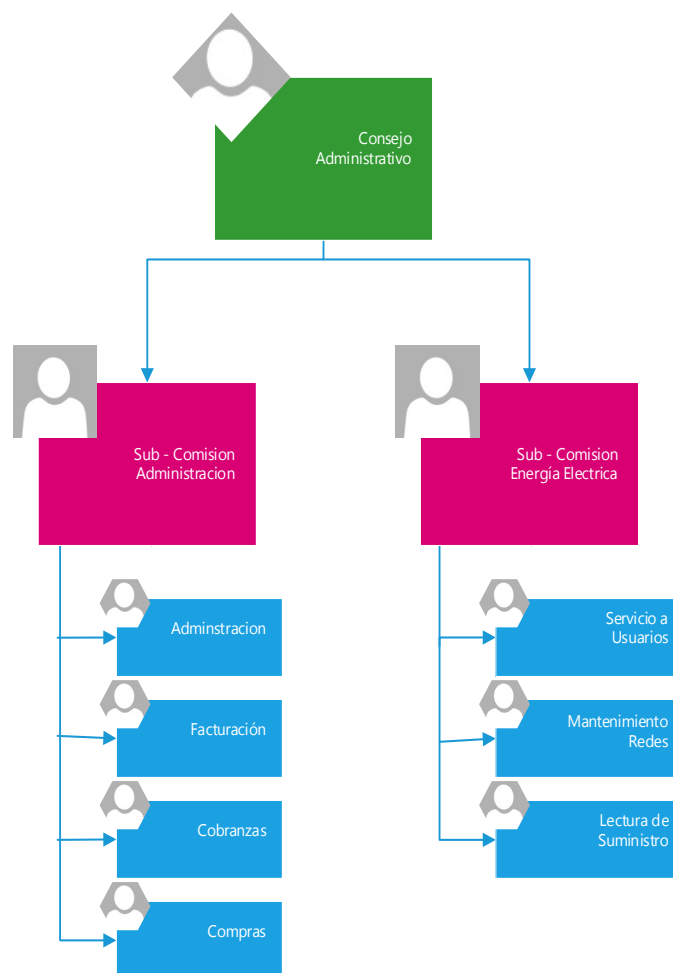 Consejo
Administrativo
Sub - Comision
Administracion
Sub - Comision
Energía Electrica
Adminstracion
Facturación
Cobranzas
Compras
Servicio a
Usuarios
Mantenimiento
Redes
Lectura de
Suministro